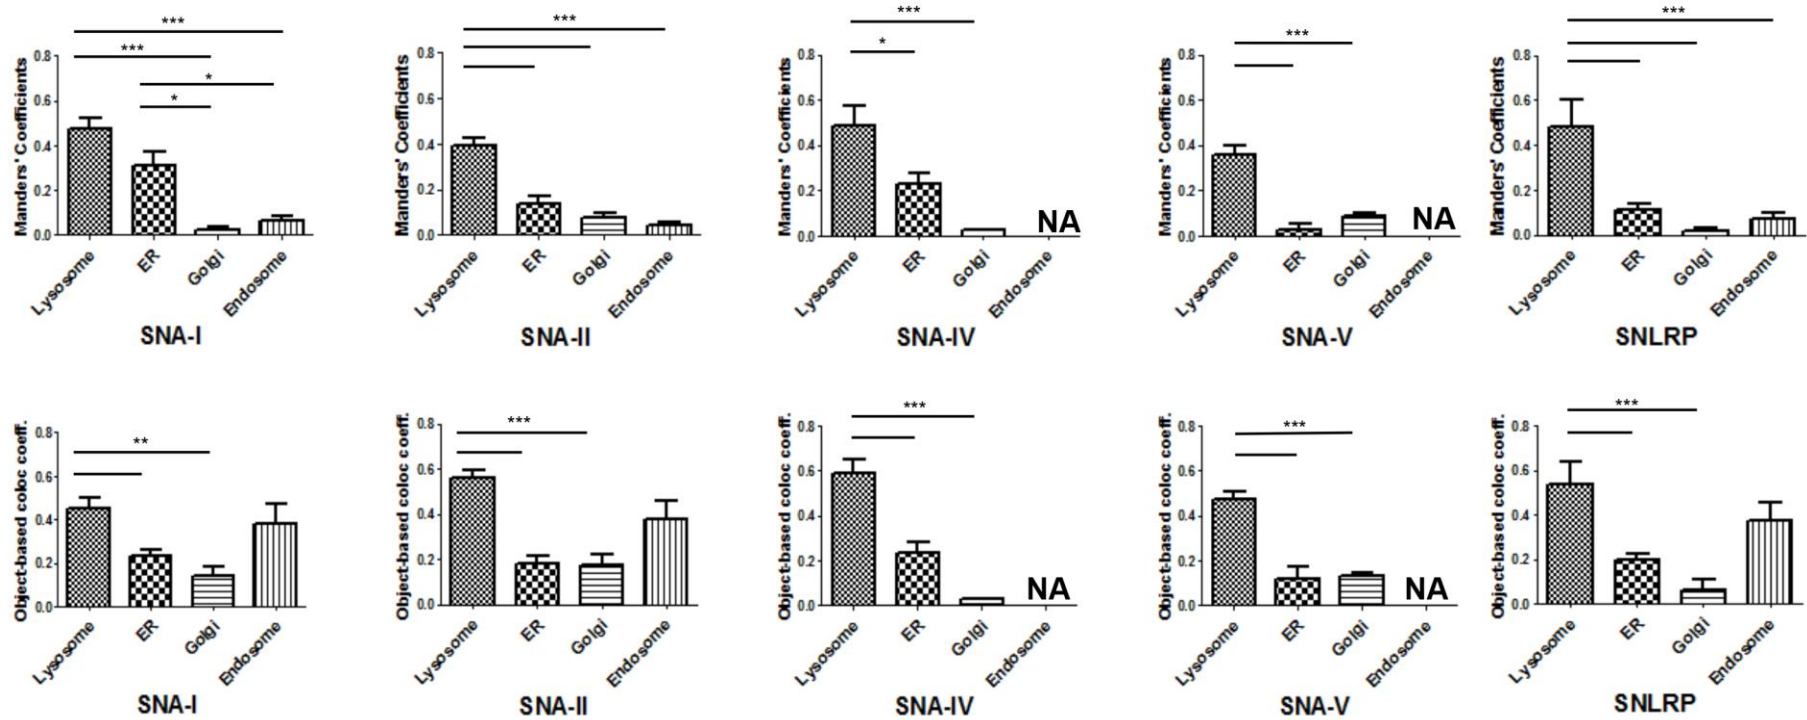 ***
***
*
*
Manders' Coefficients
0.8
0.6
0.4
0.2
0.0
Lysosome
ER
Golgi
Endosome
SNA-I
***
Manders' Coefficients
0.8
0.6
0.4
0.2
0.0
Lysosome
ER
Golgi
Endosome
SNA-II
***
*
Manders' Coefficients
0.8
0.6
0.4
0.2
0.0
NA
Lysosome
ER
Golgi
Endosome
SNA-IV
***
Manders' Coefficients
0.8
0.6
0.4
0.2
0.0
NA
Lysosome
ER
Golgi
Endosome
SNA-V
***
Manders' Coefficients
0.8
0.6
0.4
0.2
0.0
Lysosome
ER
Golgi
Endosome
SNLRP
**
Object-based coloc coeff.
0.8
0.6
0.4
0.2
0.0
Lysosome
ER
Golgi
Endosome
SNA-I
***
Object-based coloc coeff.
0.8
0.6
0.4
0.2
0.0
Lysosome
ER
Golgi
Endosome
SNA-II
***
Object-based coloc coeff.
0.8
0.6
0.4
0.2
0.0
NA
Lysosome
ER
Golgi
Endosome
SNA-IV
***
Object-based coloc coeff.
0.8
0.6
0.4
0.2
0.0
NA
Lysosome
ER
Golgi
Endosome
SNA-V
***
Object-based coloc coeff.
0.8
0.6
0.4
0.2
0.0
Lysosome
ER
Golgi
Endosome
SNLRP